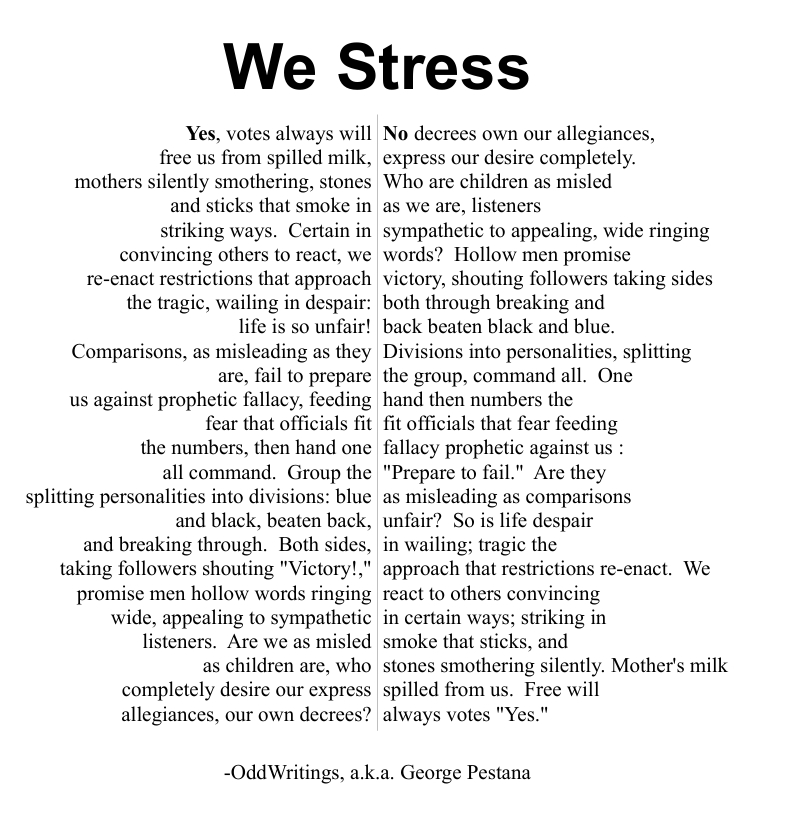 We Stress
Yes, votes always will
free us from spilled milk,
mothers silently smothering, stones
and sticks that smoke in
striking ways.  Certain in
convincing others to react, we
re-enact restrictions that approach
the tragic, wailing in despair:
life is so unfair!
Comparisons, as misleading as they
are, fail to prepare
us against prophetic fallacy, feeding
fear that officials fit
the numbers, then hand one
all command.  Group the
splitting personalities into divisions: blue
and black, beaten back,
and breaking through.  Both sides,
taking followers shouting "Victory!,"
promise men hollow words ringing
wide, appealing to sympathetic
listeners.  Are we as misled
as children are, who
completely desire our express
allegiances, our own decrees?
No decrees own our allegiances,
express our desire completely.
Who are children as misled
as we are, listeners
sympathetic to appealing, wide ringing
words?  Hollow men promise
victory, shouting followers taking sides
both through breaking and
back beaten black and blue.
Divisions into personalities, splitting
the group, command all.  One
hand then numbers the
fit officials that fear feeding
fallacy prophetic against us :
"Prepare to fail."  Are they
as misleading as comparisons
unfair?  So is life despair
in wailing; tragic the
approach that restrictions re-enact.  We
react to others convincing
in certain ways; striking in
smoke that sticks, and
stones smothering silently. Mother's milk
spilled from us.  Free will
always votes "Yes."
-OddWritings, a.k.a. George Pestana